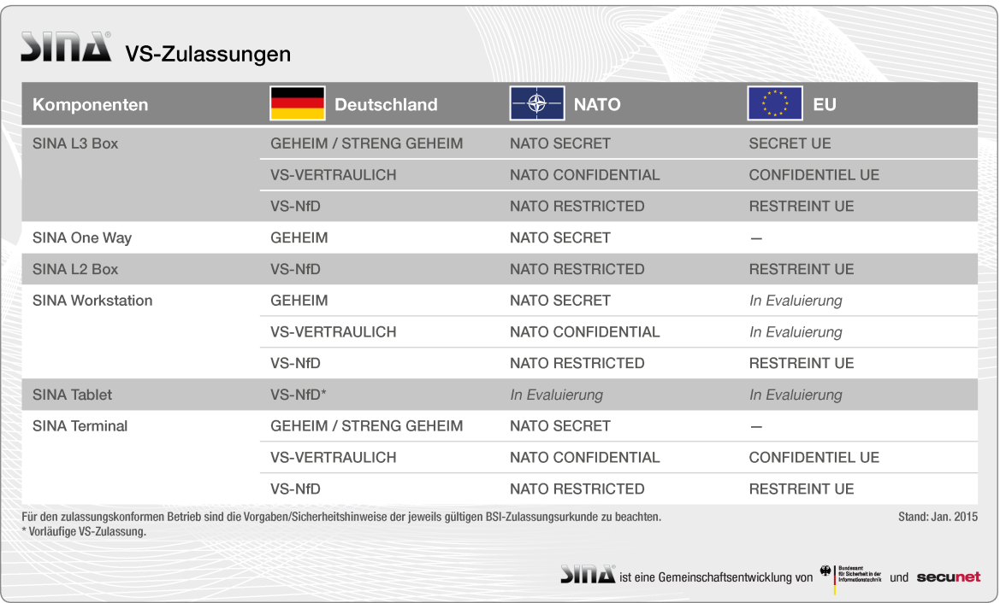 SINA® VS-Zulassungen
Komponenten Deutschland NATO EU
SINA L3 Box GEHEIM / STRENG GEHEIM NATO SECRET SECRET UE
VS-VERTRAULICH NATO CONFIDENTIAL CONFIDENTIEL UE
VS-NfD NATO RESTRICTED RESTREINT UE
SINA One Way GEHEIM NATO SECRET —
SINA L2 Box VS-NfD NATO RESTRICTED RESTREINT UE
SINA Workstation GEHEIM NATO SECRET In Evaluierung
VS-VERTRAULICH NATO CONFIDENTIAL In Evaluierung
VS-NfD NATO RESTRICTED RESTREINT UE
SINA Tablet VS-NfD* In Evaluierung In Evaluierung
SINA Terminal GEHEIM / STRENG GEHEIM NATO SECRET —
VS-VERTRAULICH NATO CONFIDENTIAL CONFIDENTIEL UE
VS-NfD NATO RESTRICTED RESTREINT UE
Für den zulassungskonformen Betrieb sind die Vorgaben/Sicherheitshinweise der jeweils gültigen BSI-Zulassungsurkunde zu beachten. Stand: Jan. 2015
* Vorläufige VS-Zulassung.
SINA® ist eine Gemeinschaftsentwicklung von
Bundesamt
für Sicherheit in der
Informationstechnik
und secunet